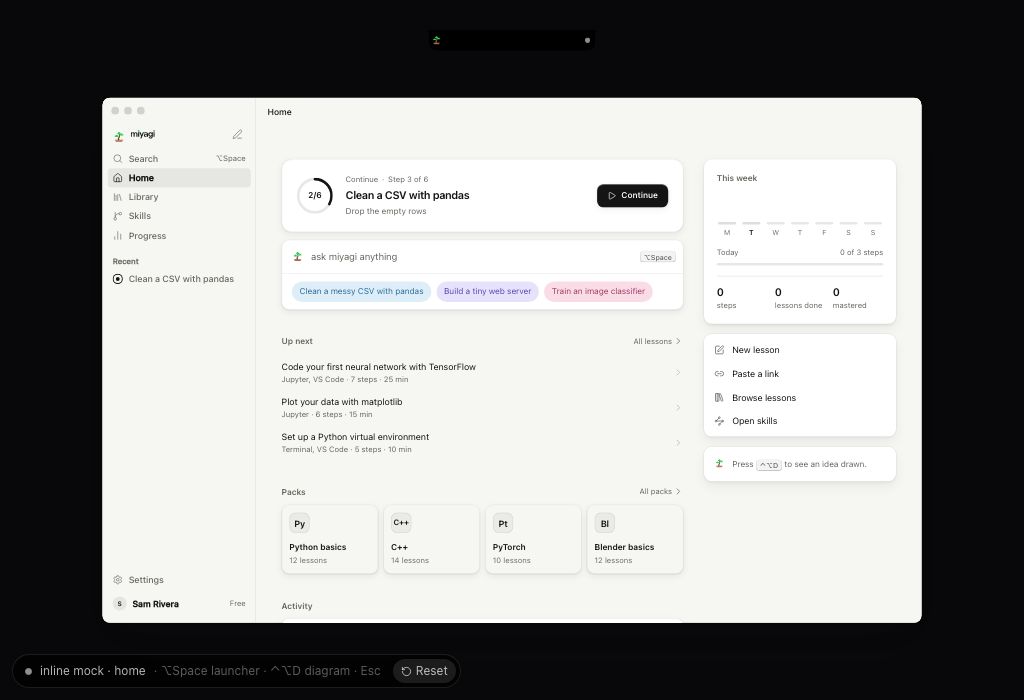 Home
miyagi
Search ⌥Space
Home
Library
Skills
Progress
Recent
Clean a CSV with pandas
Settings
S Sam Rivera Free
2/6
Continue · Step 3 of 6
Clean a CSV with pandas
Drop the empty rows
Continue
ask miyagi anything ⌥Space
Clean a messy CSV with pandas Build a tiny web server Train an image classifier
Up next All lessons
Code your first neural network with TensorFlow
Jupyter, VS Code · 7 steps · 25 min
Plot your data with matplotlib
Jupyter · 6 steps · 15 min
Set up a Python virtual environment
Terminal, VS Code · 5 steps · 10 min
Packs All packs
Py C++ Pt Bl
Python basics C++ PyTorch Blender basics
12 lessons 14 lessons 10 lessons 12 lessons
Activity
This week
M T W T F S S
Today 0 of 3 steps
0 0 0
steps lessons done mastered
New lesson
Paste a link
Browse lessons
Open skills
Press ⌃⌥D to see an idea drawn.
inline mock · home · ⌥Space launcher · ⌃⌥D diagram · Esc Reset